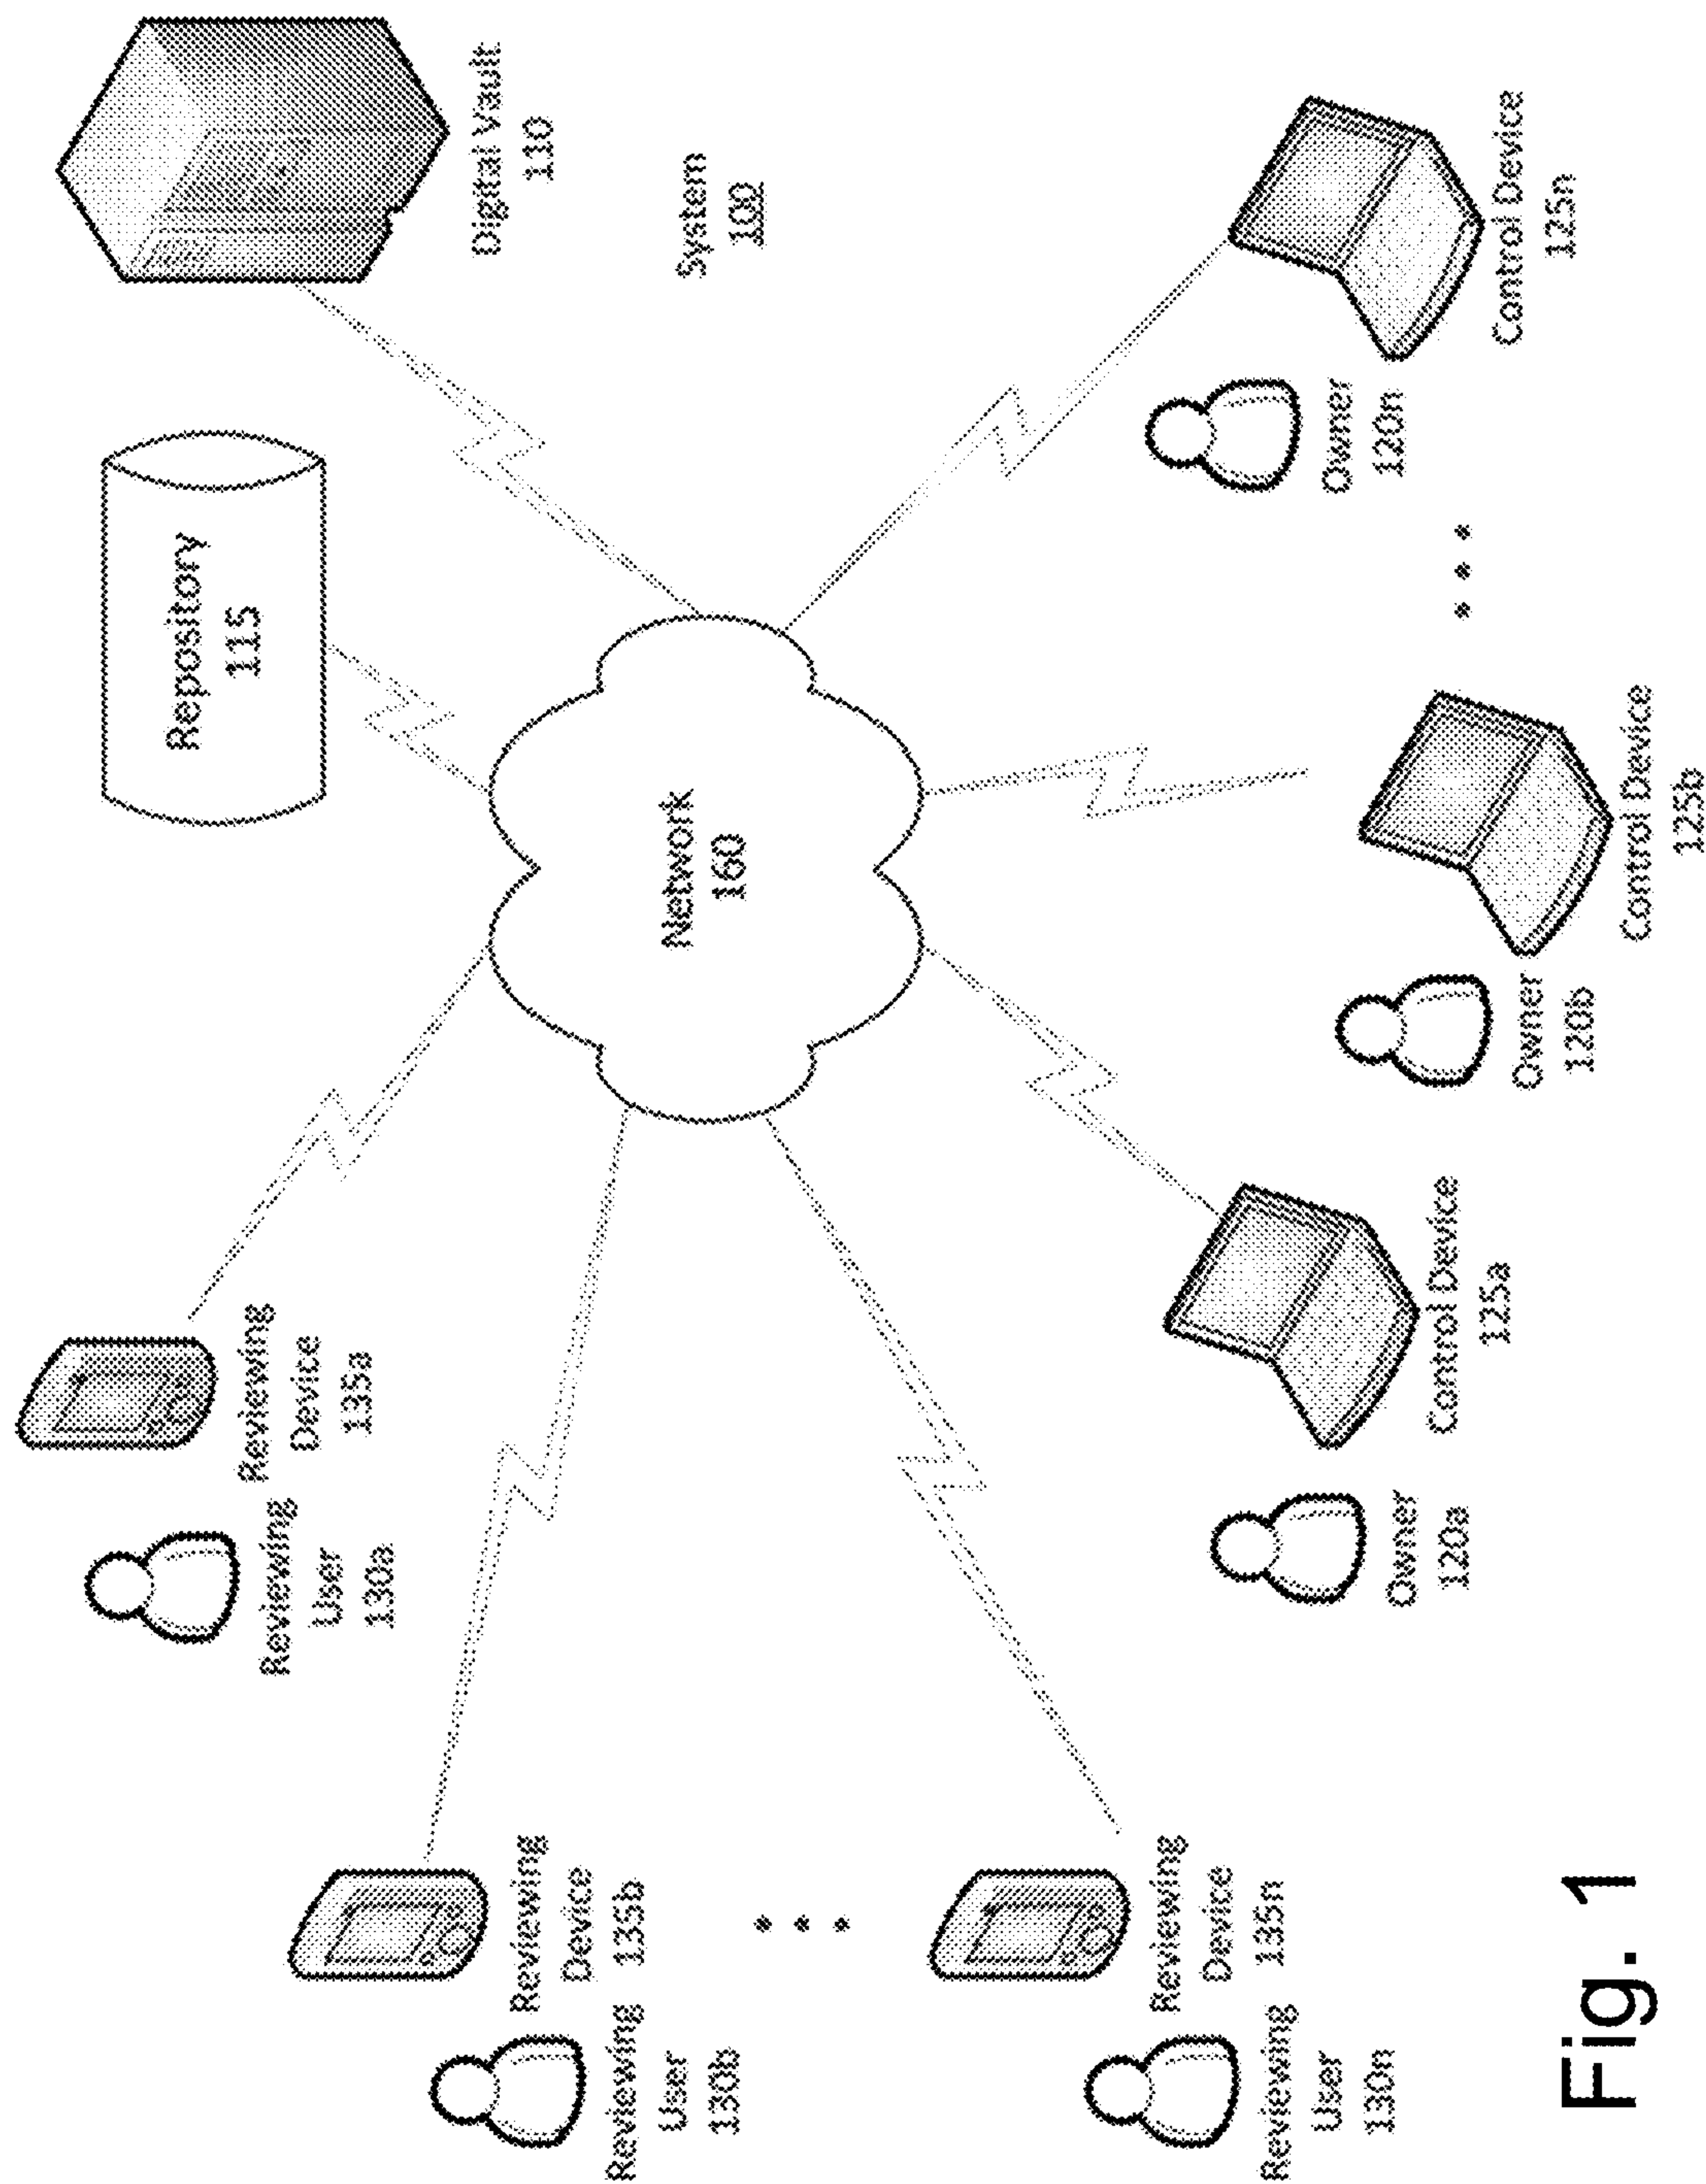 Reviewing
User
130a
Reviewing
Device
135a
Repository
115
Digital Vault
110
Reviewing
User
130b
Reviewing
Device
135b
Network
160
System
100
Reviewing
User
130n
Reviewing
Device
135n
Owner
120a
Control Device
125a
Owner
120b
Control Device
125b
Owner
120n
Control Device
125n
Fig. 1